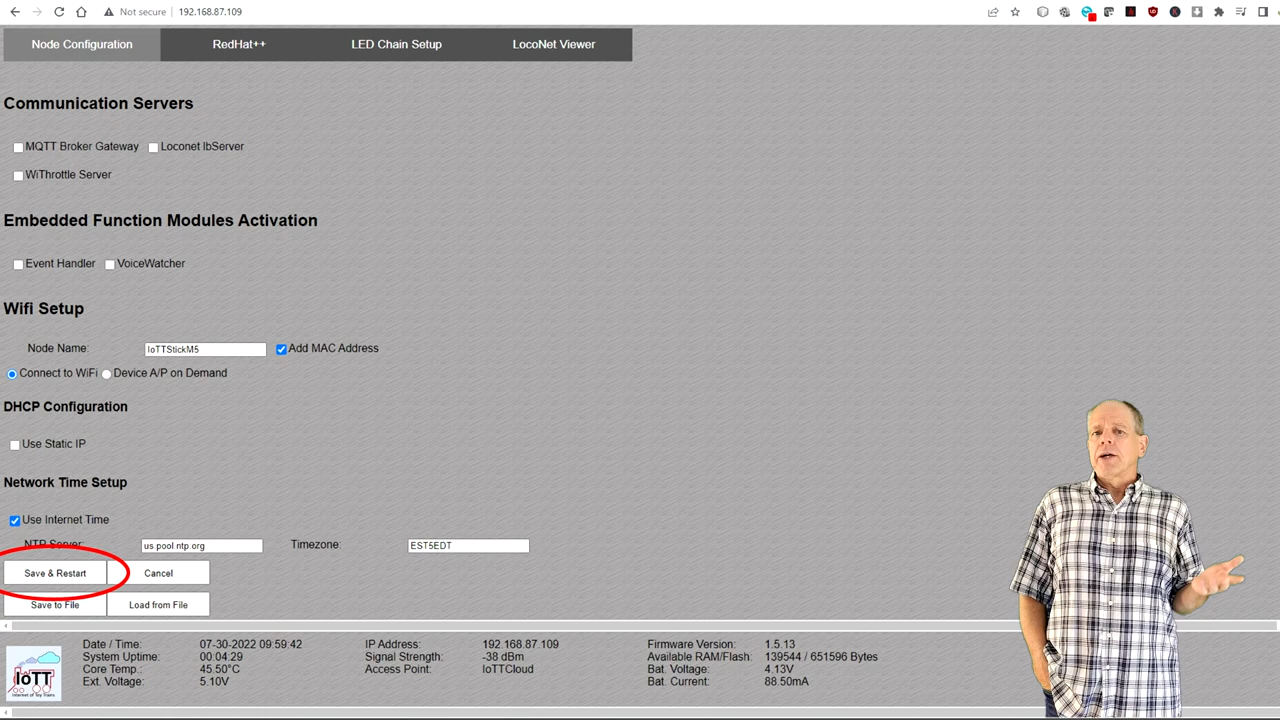 Not secure 192.168.87.109
Node Configuration RedHat++ LED Chain Setup LocoNet Viewer
Communication Servers
MQTT Broker Gateway Loconet lbServer
WiThrottle Server
Embedded Function Modules Activation
Event Handler VoiceWatcher
Wifi Setup
Node Name: IoTTStickM5 Add MAC Address
Connect to WiFi Device A/P on Demand
DHCP Configuration
Use Static IP
Network Time Setup
Use Internet Time
NTP Server: us.pool.ntp.org Timezone: EST5EDT
Save & Restart Cancel
Save to File Load from File
Date / Time: 07-30-2022 09:59:42 IP Address: 192.168.87.109 Firmware Version: 1.5.13
System Uptime: 00:04:29 Signal Strength: -38 dBm Available RAM/Flash: 139544 / 651596 Bytes
Core Temp.: 45.50°C Access Point: IoTTCloud Bat. Voltage: 4.13V
Ext. Voltage: 5.10V Bat. Current: 88.50mA
IoTT
Internet of Toy Trains